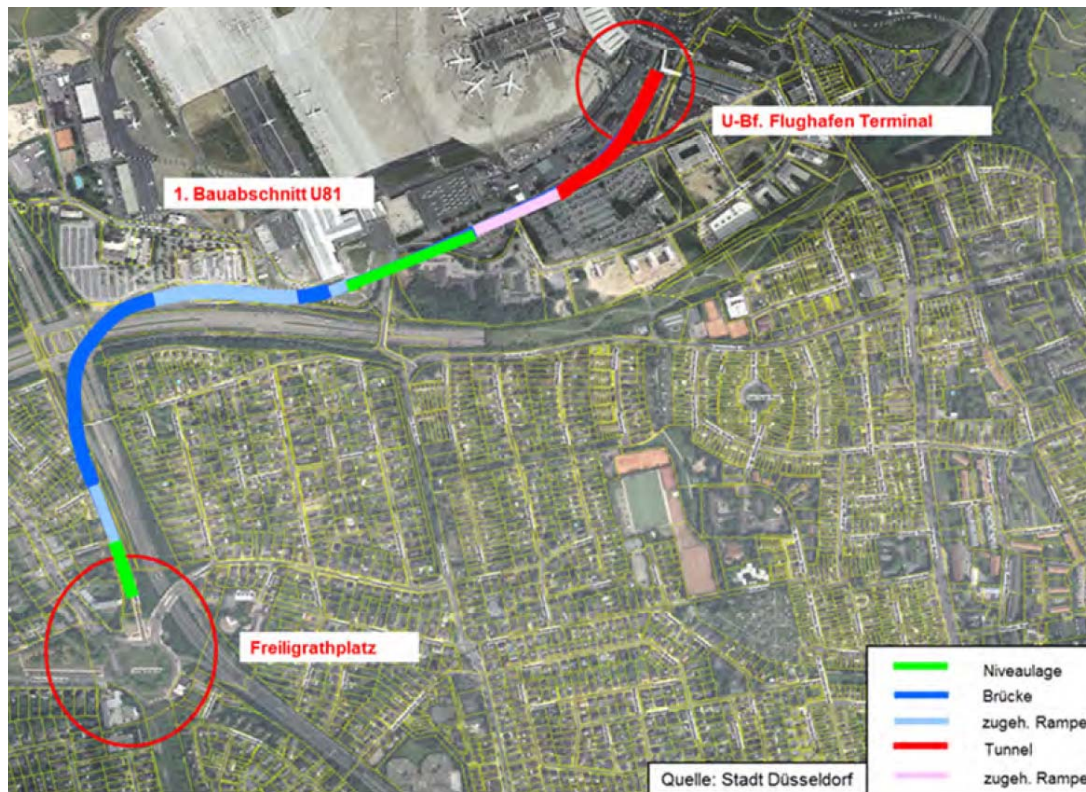 U-Bf. Flughafen Terminal
1. Bauabschnitt U81
Freiligrathplatz
Niveaulage
Brücke
zugeh. Rampe
Tunnel
zugeh. Rampe
Quelle: Stadt Düsseldorf